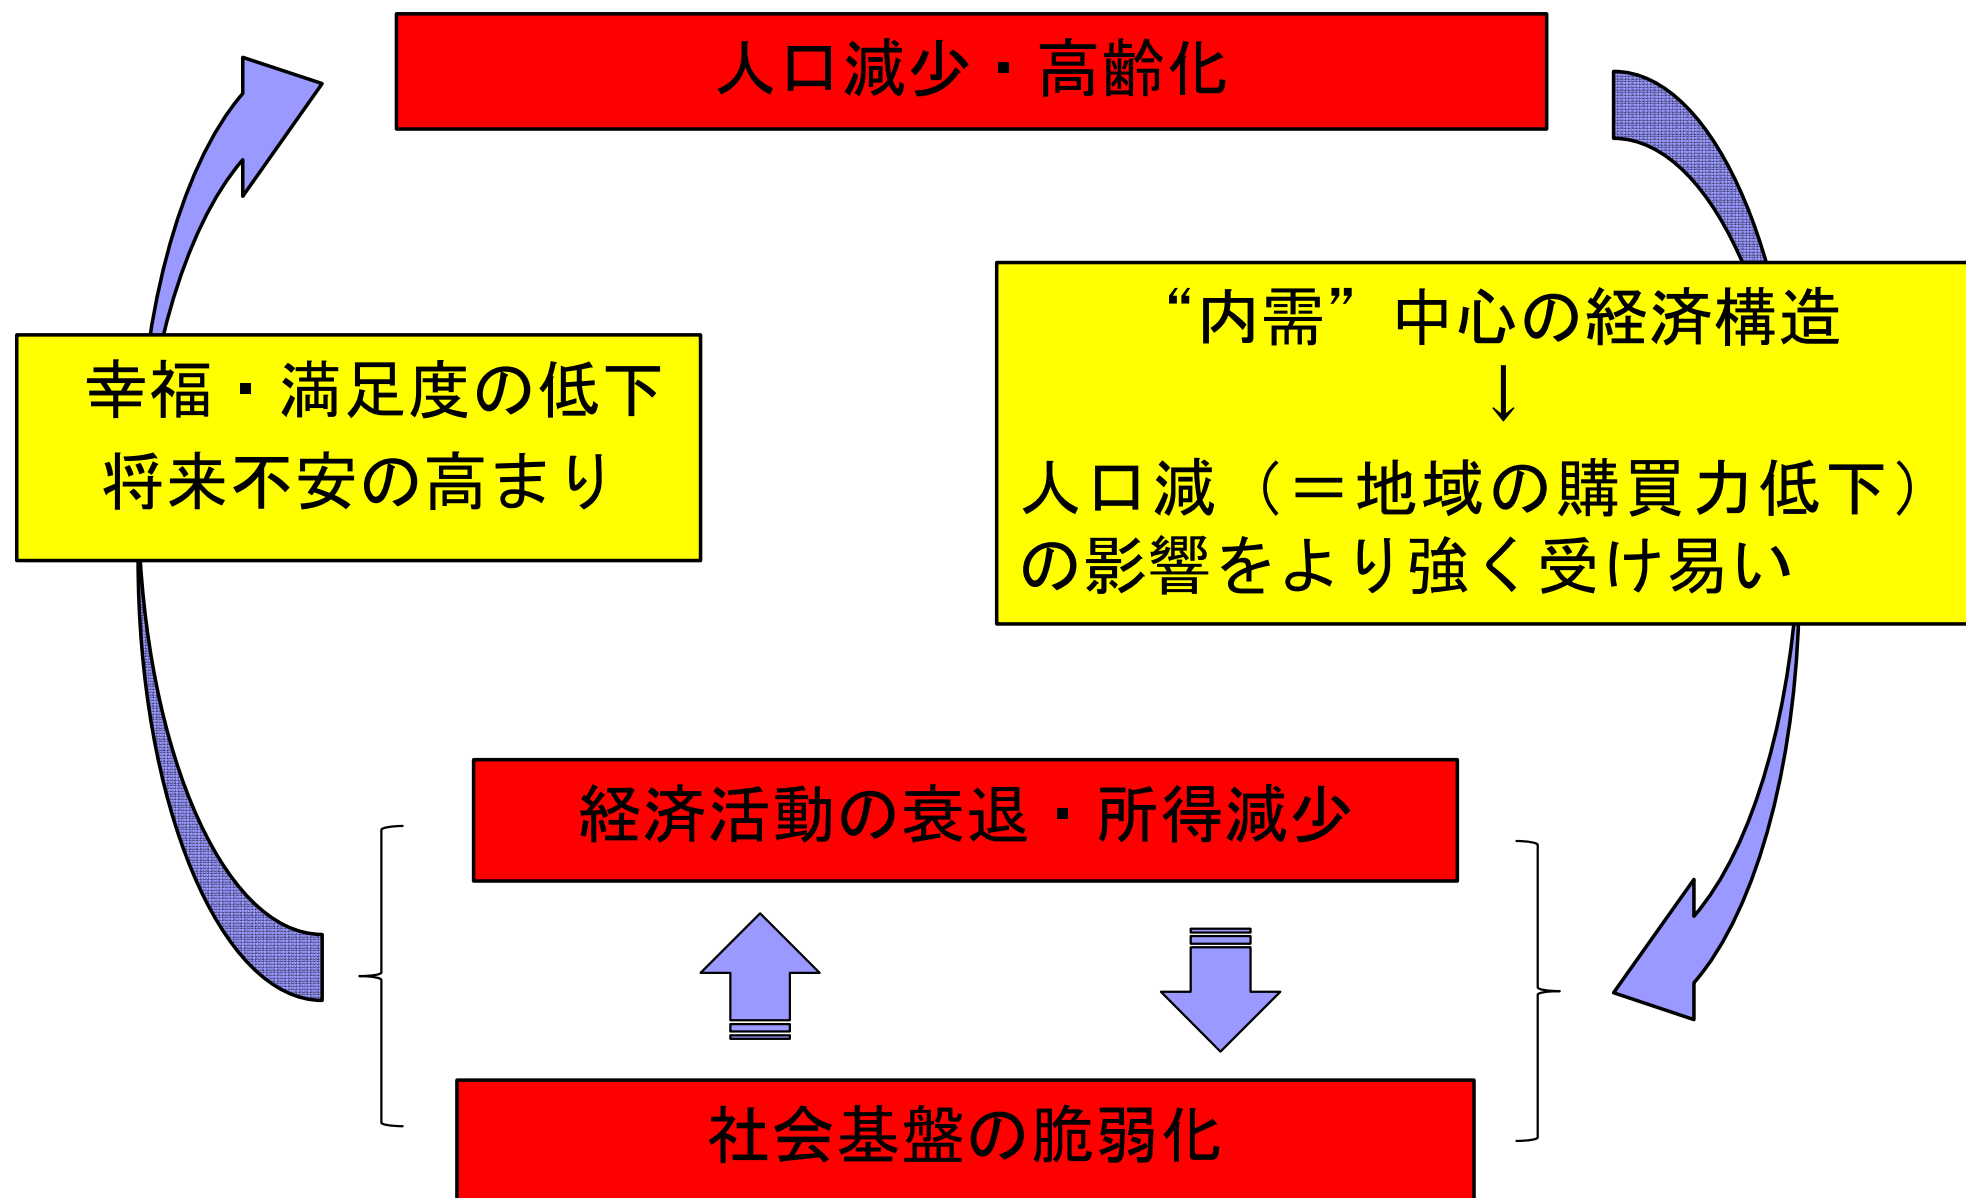 人口減少・高齢化
“内需”中心の経済構造
↓
人口減（＝地域の購買力低下）
の影響をより強く受け易い
幸福・満足度の低下
将来不安の高まり
経済活動の衰退・所得減少
社会基盤の脆弱化